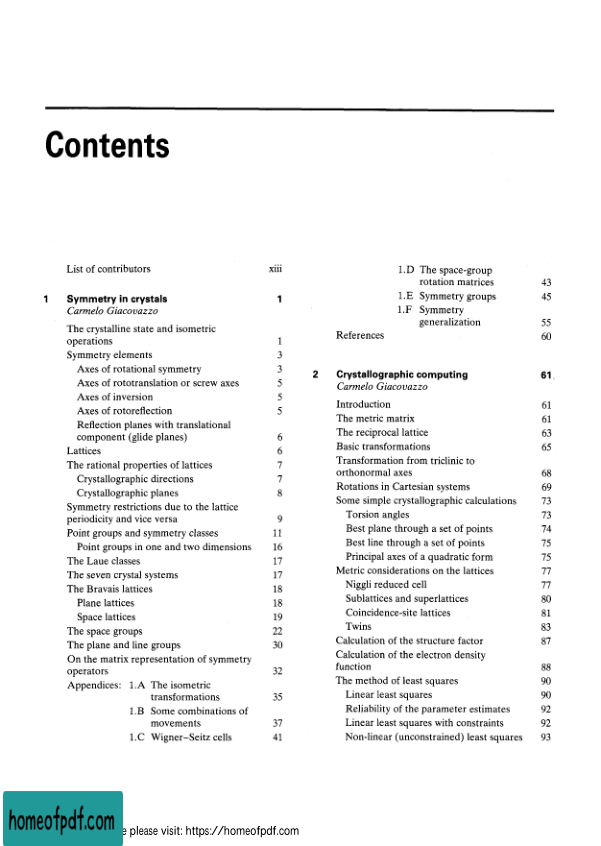 Contents
List of contributors xiii
1 Symmetry in crystals 1
Carmelo Giacovazzo
The crystalline state and isometric
operations 1
Symmetry elements 3
Axes of rotational symmetry 3
Axes of rototranslation or screw axes 5
Axes of inversion 5
Axes of rotoreflection 5
Reflection planes with translational
component (glide planes) 6
Lattices 6
The rational properties of lattices 7
Crystallographic directions 7
Crystallographic planes 8
Symmetry restrictions due to the lattice
periodicity and vice versa 9
Point groups and symmetry classes 11
Point groups in one and two dimensions 16
The Laue classes 17
The seven crystal systems 17
The Bravais lattices 18
Plane lattices 18
Space lattices 19
The space groups 22
The plane and line groups 30
On the matrix representation of symmetry
operators 32
Appendices: 1.A The isometric
transformations 35
1.B Some combinations of
movements 37
1.C Wigner–Seitz cells 41
1.D The space-group
rotation matrices 43
1.E Symmetry groups 45
1.F Symmetry
generalization 55
References 60
2 Crystallographic computing 61
Carmelo Giacovazzo
Introduction 61
The metric matrix 61
The reciprocal lattice 63
Basic transformations 65
Transformation from triclinic to
orthonormal axes 68
Rotations in Cartesian systems 69
Some simple crystallographic calculations 73
Torsion angles 73
Best plane through a set of points 74
Best line through a set of points 75
Principal axes of a quadratic form 75
Metric considerations on the lattices 77
Niggli reduced cell 77
Sublattices and superlattices 80
Coincidence-site lattices 81
Twins 83
Calculation of the structure factor 87
Calculation of the electron density
function 88
The method of least squares 90
Linear least squares 90
Reliability of the parameter estimates 92
Linear least squares with constraints 92
Non-linear (unconstrained) least squares 93
homeofpdf.com
please visit: https://homeofpdf.com